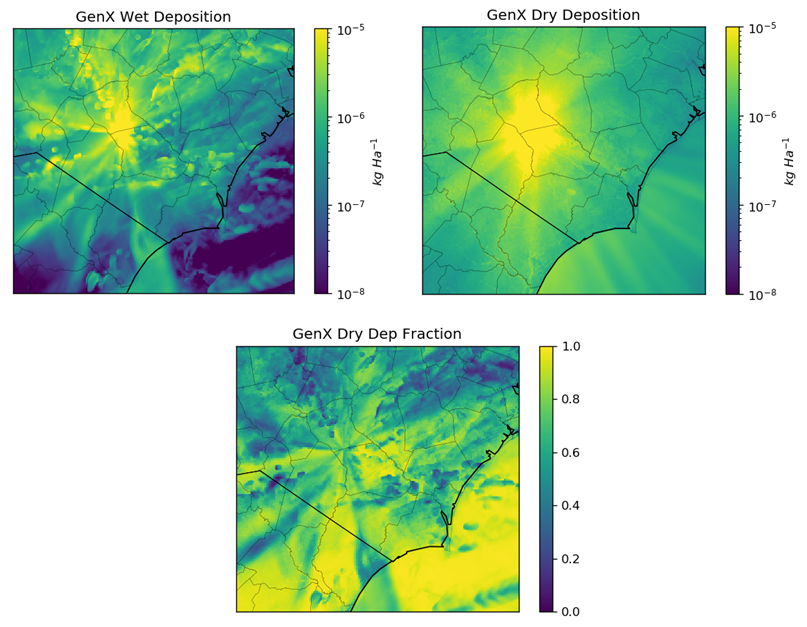 GenX Wet Deposition
10⁻⁵
10⁻⁶
10⁻⁷
10⁻⁸
kg Ha⁻¹
GenX Dry Deposition
10⁻⁵
10⁻⁶
10⁻⁷
10⁻⁸
kg Ha⁻¹
GenX Dry Dep Fraction
1.0
0.8
0.6
0.4
0.2
0.0